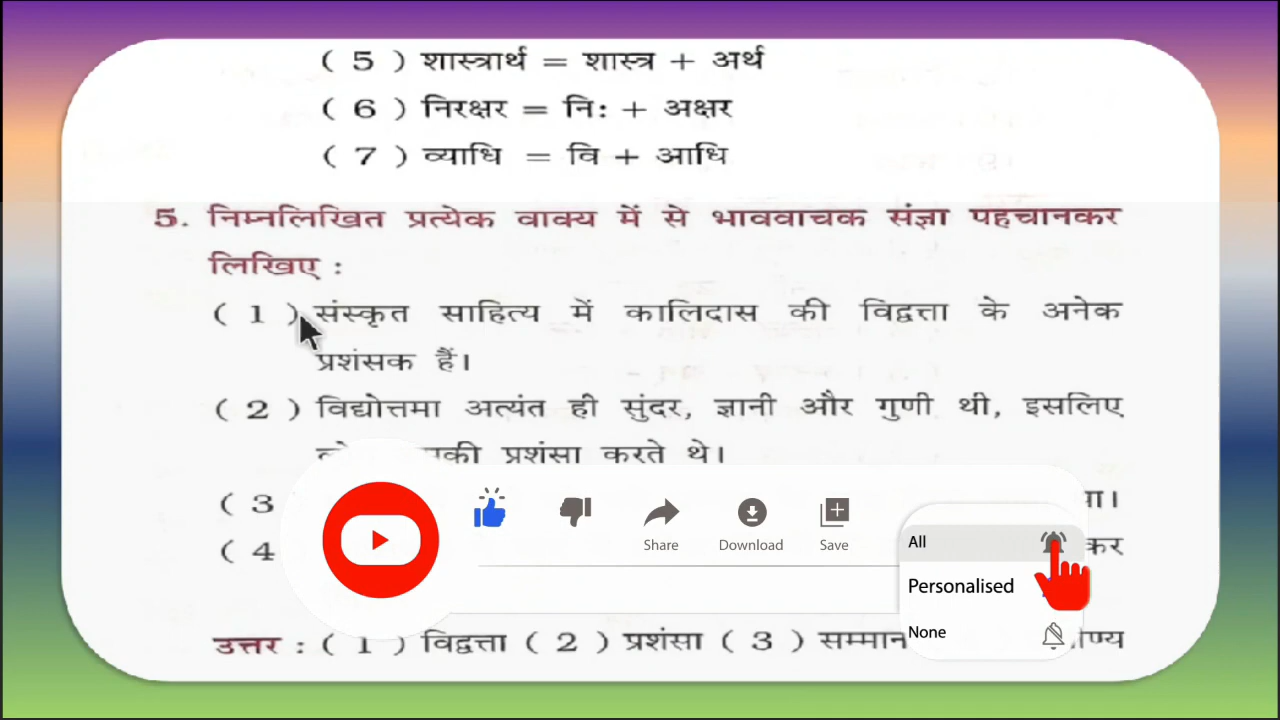 ( 5 ) शास्त्रार्थ = शास्त्र + अर्थ
( 6 ) निरक्षर = नि: + अक्षर
( 7 ) व्याधि = वि + आधि
5. निम्नलिखित प्रत्येक वाक्य में से भाववाचक संज्ञा पहचानकर
लिखिए :
( 1 ) संस्कृत साहित्य में कालिदास की विद्वत्ता के अनेक
प्रशंसक हैं।
( 2 ) विद्योत्तमा अत्यंत ही सुंदर, ज्ञानी और गुणी थी, इसलिए
प्रशंसा करते थे।
( 3
( 4
Share Download Save
All
Personalised
None
उत्तर : ( 1 ) विद्वत्ता ( 2 ) प्रशंसा ( 3 ) सम्मान